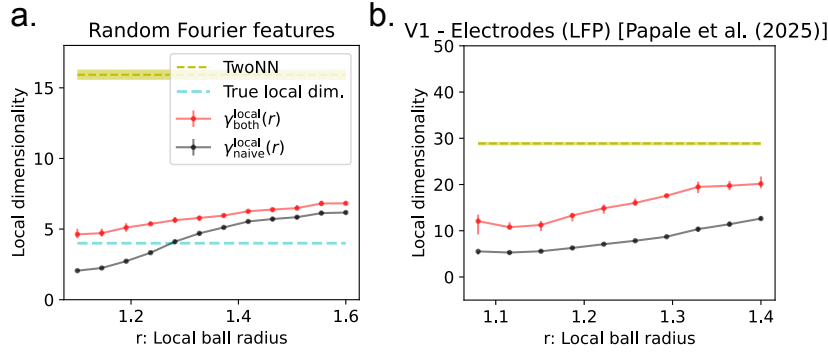 a.
Random Fourier features
Local dimensionality
15
10
5
0
TwoNN
True local dim.
γ^local_both(r)
γ^local_naive(r)
1.2
1.4
1.6
r: Local ball radius
b.
V1 - Electrodes (LFP) [Papale et al. (2025)]
Local dimensionality
50
40
30
20
10
0
1.1
1.2
1.3
1.4
r: Local ball radius